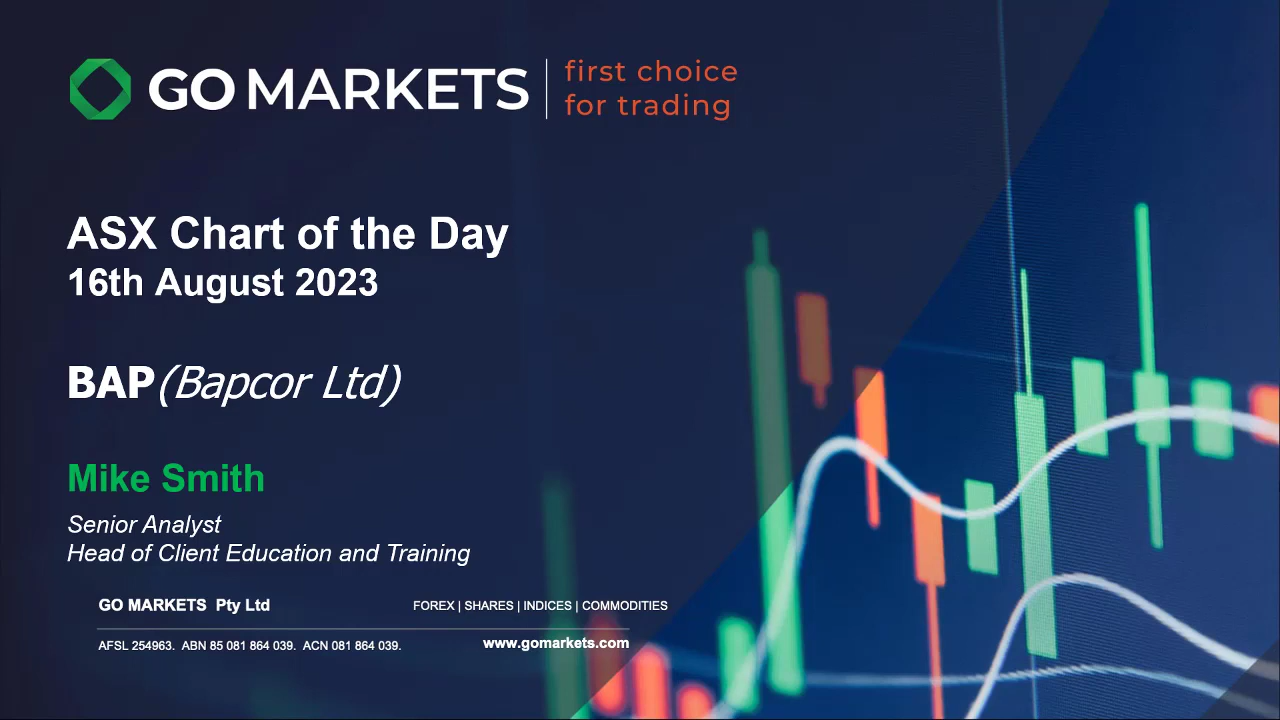 GO MARKETS
first choice
for trading
ASX Chart of the Day
16th August 2023
BAP(Bapcor Ltd)
Mike Smith
Senior Analyst
Head of Client Education and Training
GO MARKETS Pty Ltd
FOREX | SHARES | INDICES | COMMODITIES
AFSL 254963. ABN 85 081 864 039. ACN 081 864 039.
www.gomarkets.com